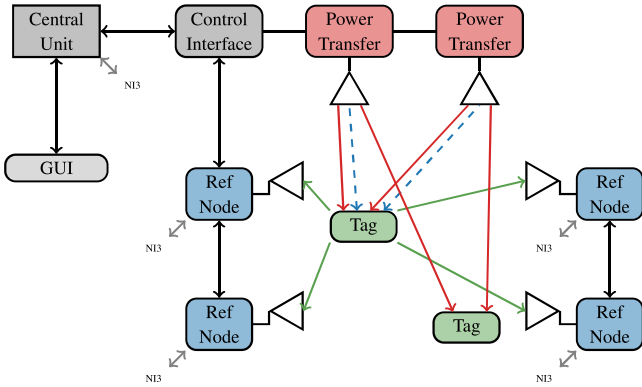 Central
Unit
Control
Interface
Power
Transfer
Power
Transfer
NI3
GUI
Ref
Node
Ref
Node
Tag
NI3
NI3
Ref
Node
Tag
Ref
Node
NI3
NI3